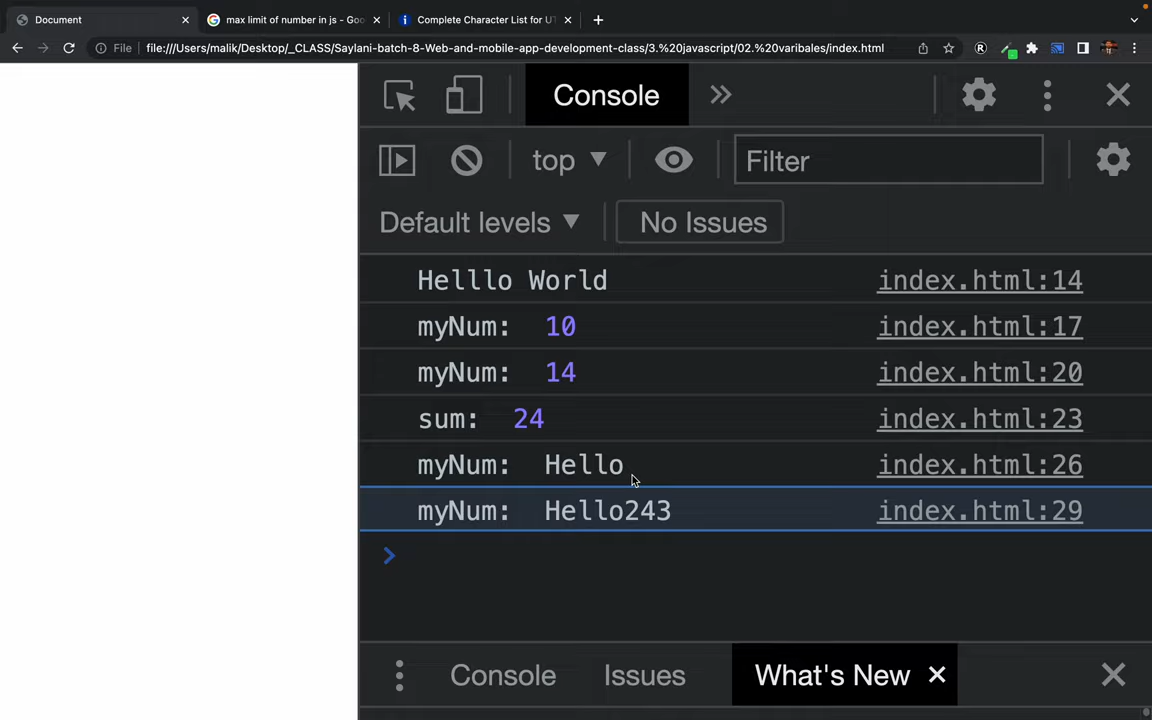 Document
max limit of number in js - Goo
Complete Character List for UT
File
file:///Users/malik/Desktop/_CLASS/Saylani-batch-8-Web-and-mobile-app-development-class/3.%20javascript/02.%20varibales/index.html
Console
top
Filter
Default levels
No Issues
Helllo World index.html:14
myNum: 10 index.html:17
myNum: 14 index.html:20
sum: 24 index.html:23
myNum: Hello index.html:26
myNum: Hello243 index.html:29
Console Issues What's New